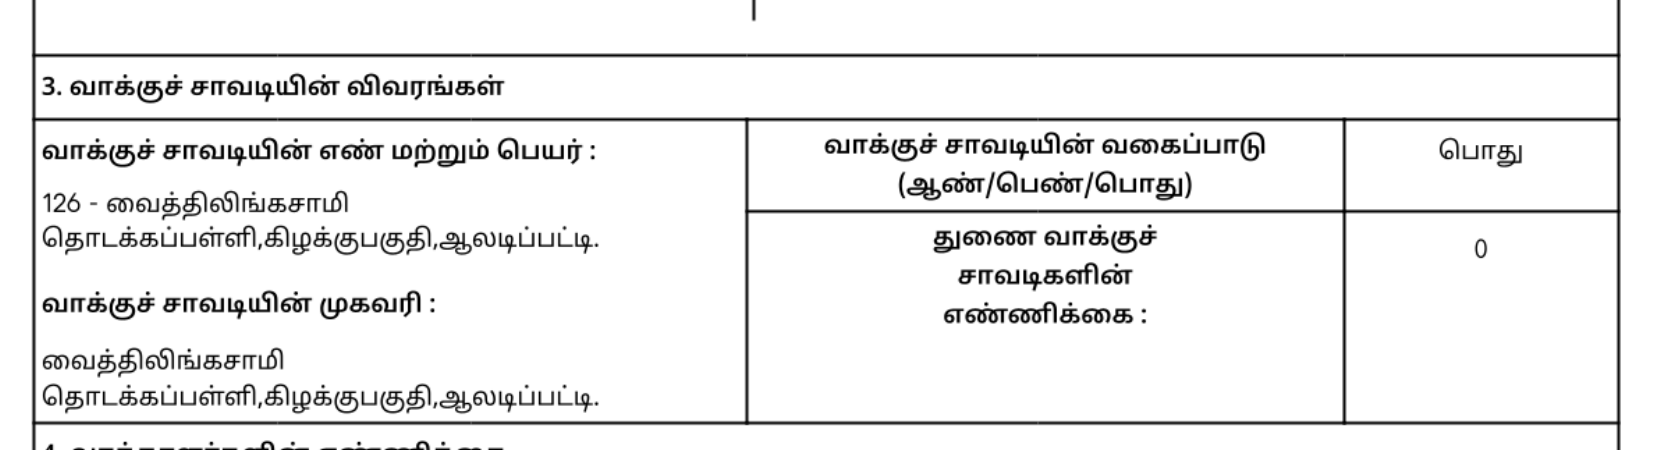 3. வாக்குச் சாவடியின் விவரங்கள்
வாக்குச் சாவடியின் எண் மற்றும் பெயர் :
126 - வைத்திலிங்கசாமி
தொடக்கப்பள்ளி,கிழக்குபகுதி,ஆலடிப்பட்டி.
வாக்குச் சாவடியின் முகவரி :
வைத்திலிங்கசாமி
தொடக்கப்பள்ளி,கிழக்குபகுதி,ஆலடிப்பட்டி.
வாக்குச் சாவடியின் வகைப்பாடு
(ஆண்/பெண்/பொது)
பொது
துணை வாக்குச்
சாவடிகளின்
எண்ணிக்கை :
0